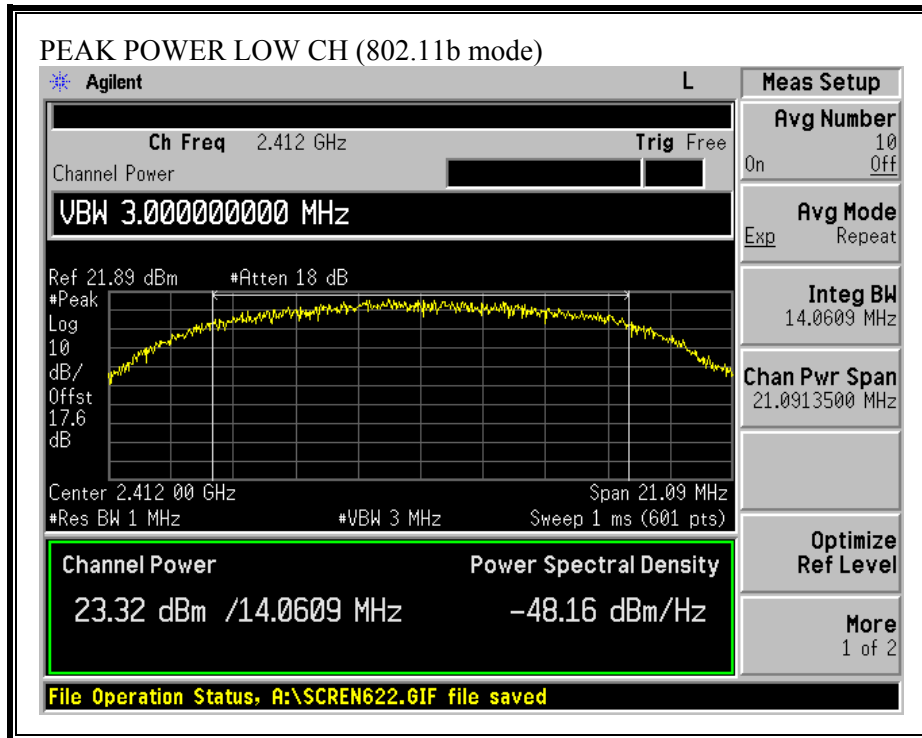 PEAK POWER LOW CH (802.11b mode)
Agilent L Meas Setup
Ch Freq 2.412 GHz Trig Free
Channel Power
VBW 3.000000000 MHz
Ref 21.89 dBm #Atten 18 dB
#Peak
Log
10
dB/
Offst
17.6
dB
Center 2.412 00 GHz Span 21.09 MHz
#Res BW 1 MHz #VBW 3 MHz Sweep 1 ms (601 pts)
Channel Power Power Spectral Density
23.32 dBm /14.0609 MHz -48.16 dBm/Hz
File Operation Status, A:\SCREN622.GIF file saved
Avg Number
10
On Off
Avg Mode
Exp Repeat
Integ BW
14.0609 MHz
Chan Pwr Span
21.0913500 MHz
Optimize
Ref Level
More
1 of 2